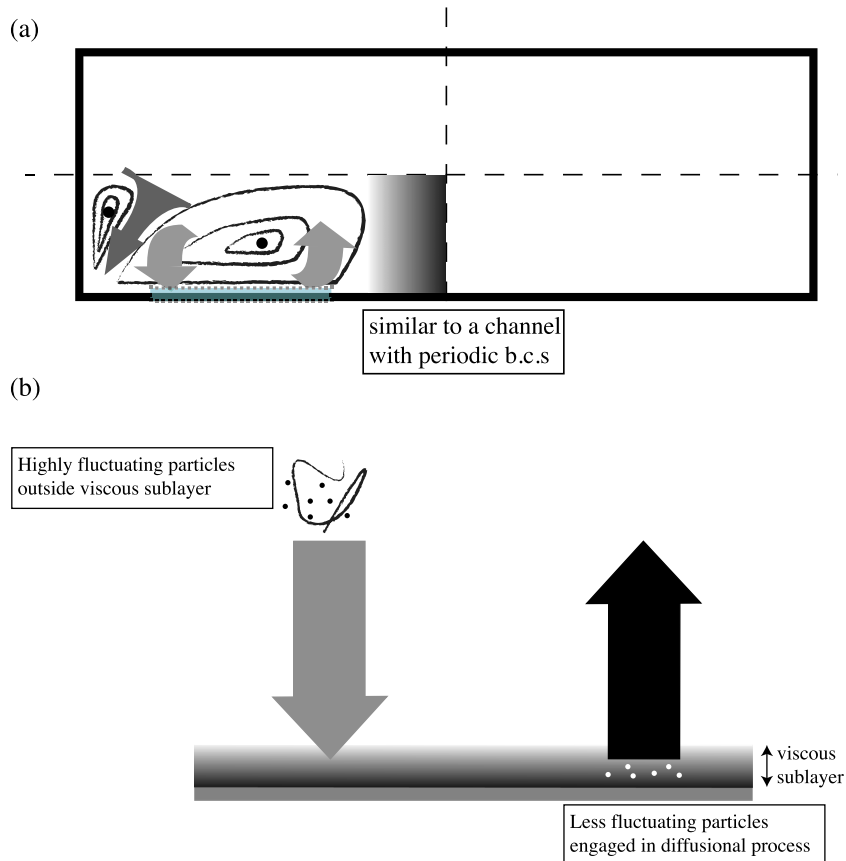 (a)
similar to a channel
with periodic b.c.s
(b)
Highly fluctuating particles
outside viscous sublayer
viscous
sublayer
Less fluctuating particles
engaged in diffusional process